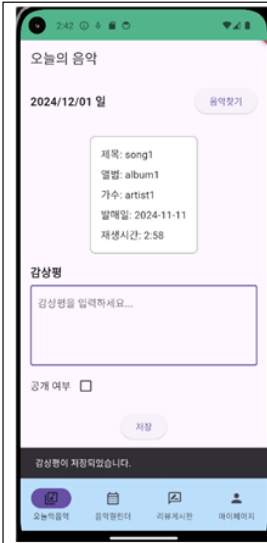 2:42
오늘의 음악
2024/12/01 일
음악찾기
제목: song1
앨범: album1
가수: artist1
발매일: 2024-11-11
재생시간: 2:58
감상평
감상평을 입력하세요...
공개 여부
저장
감상평이 저장되었습니다.
오늘의음악 음악캘린더 리뷰게시판 마이페이지